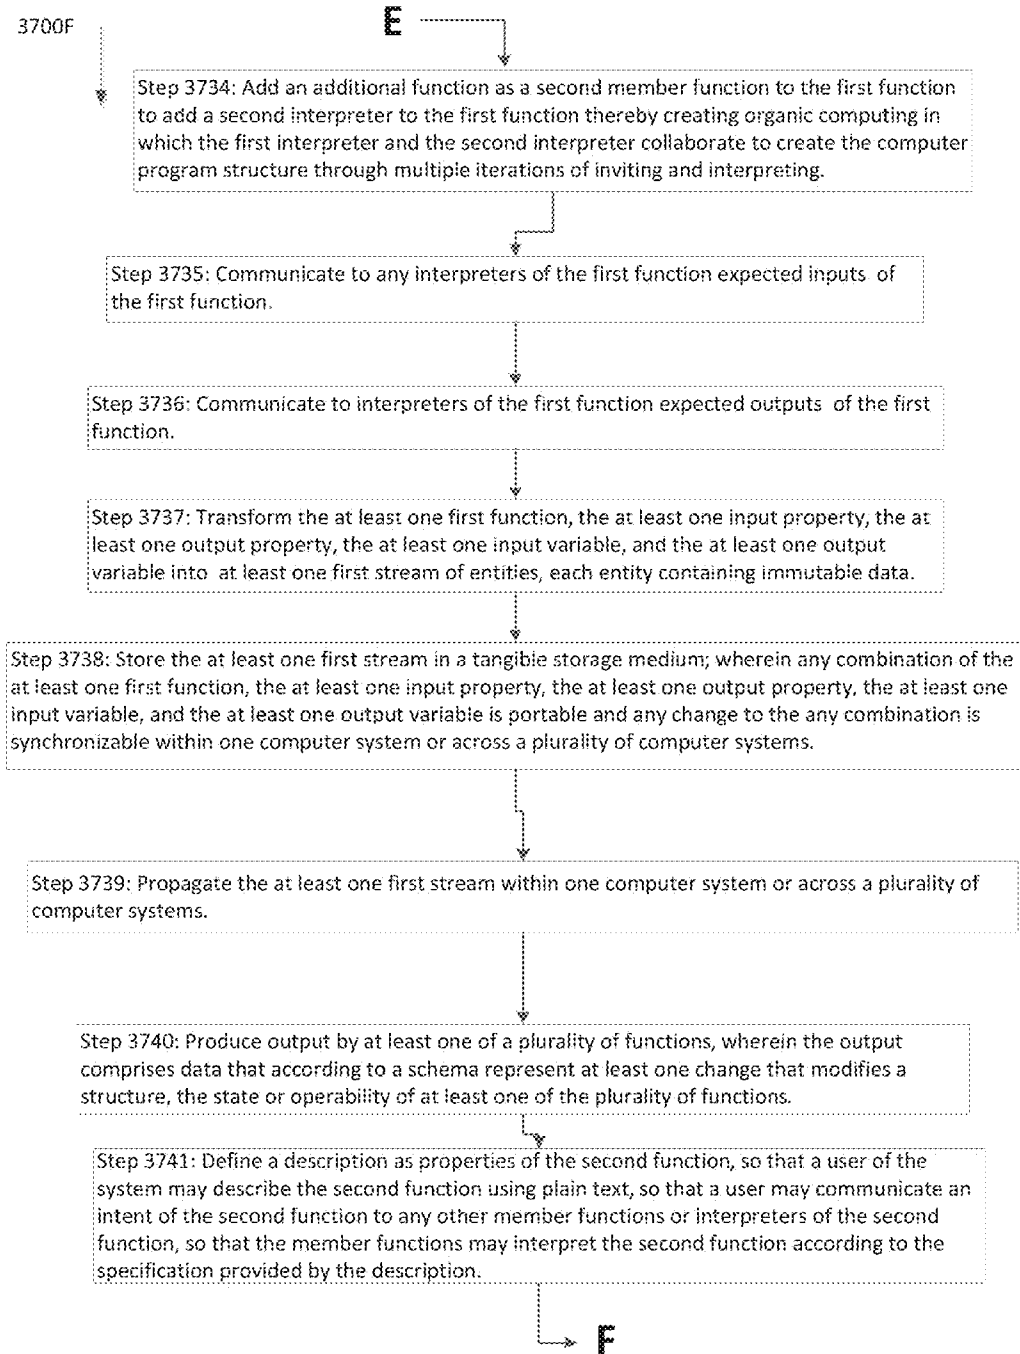 3700F
E
Step 3734: Add an additional function as a second member function to the first function
to add a second interpreter to the first function thereby creating organic computing in
which the first interpreter and the second interpreter collaborate to create the computer
program structure through multiple iterations of inviting and interpreting.
Step 3735: Communicate to any interpreters of the first function expected inputs of
the first function.
Step 3736: Communicate to interpreters of the first function expected outputs of the first
function.
Step 3737: Transform the at least one first function, the at least one input property, the at
least one output property, the at least one input variable, and the at least one output
variable into at least one first stream of entities, each entity containing immutable data.
Step 3738: Store the at least one first stream in a tangible storage medium; wherein any combination of the
at least one first function, the at least one input property, the at least one output property, the at least one
input variable, and the at least one output variable is portable and any change to the any combination is
synchronizable within one computer system or across a plurality of computer systems.
Step 3739: Propagate the at least one first stream within one computer system or across a plurality of
computer systems.
Step 3740: Produce output by at least one of a plurality of functions, wherein the output
comprises data that according to a schema represent at least one change that modifies a
structure, the state or operability of at least one of the plurality of functions.
Step 3741: Define a description as properties of the second function, so that a user of the
system may describe the second function using plain text, so that a user may communicate an
intent of the second function to any other member functions or interpreters of the second
function, so that the member functions may interpret the second function according to the
specification provided by the description.
F